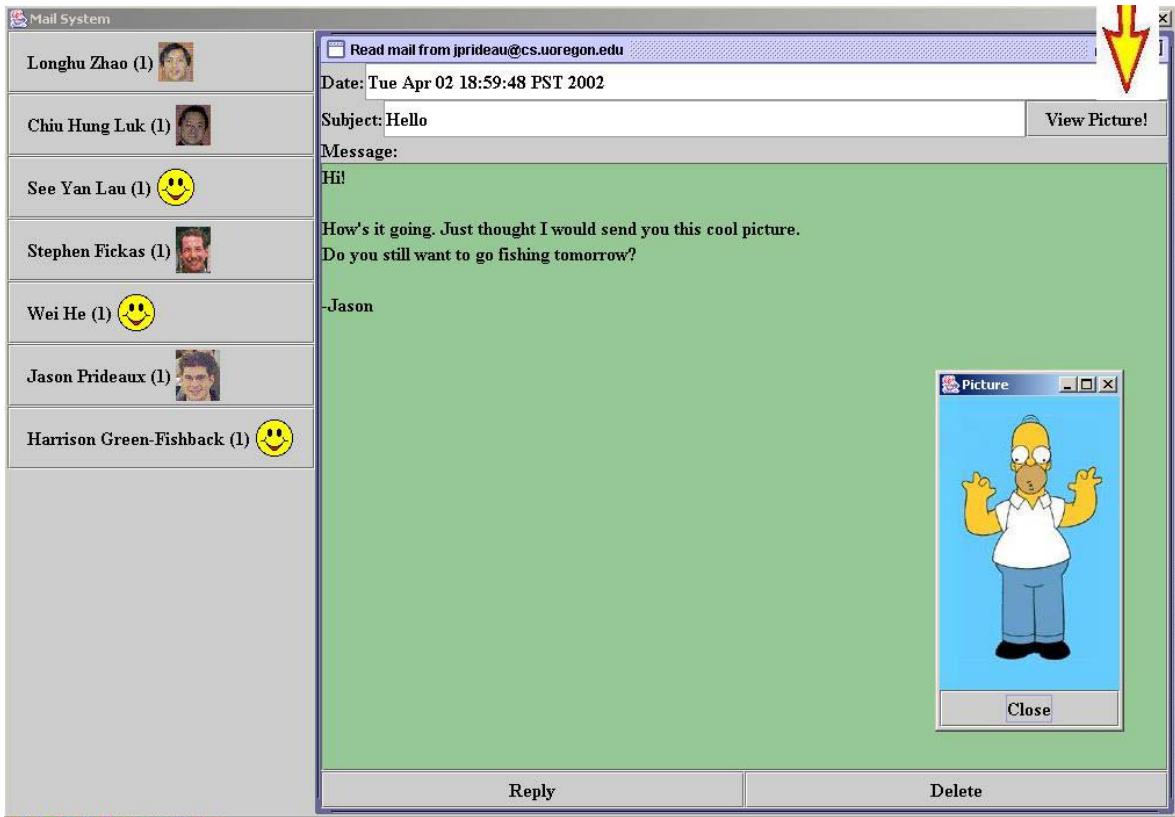 Mail System
Longhu Zhao (1)
Chiu Hung Luk (1)
See Yan Lau (1)
Stephen Fickas (1)
Wei He (1)
Jason Prideaux (1)
Harrison Green-Fishback (1)
Read mail from jprideau@cs.uoregon.edu
Date: Tue Apr 02 18:59:48 PST 2002
Subject: Hello
View Picture!
Message:
Hi!
How's it going. Just thought I would send you this cool picture.
Do you still want to go fishing tomorrow?
-Jason
Picture
Close
Reply
Delete